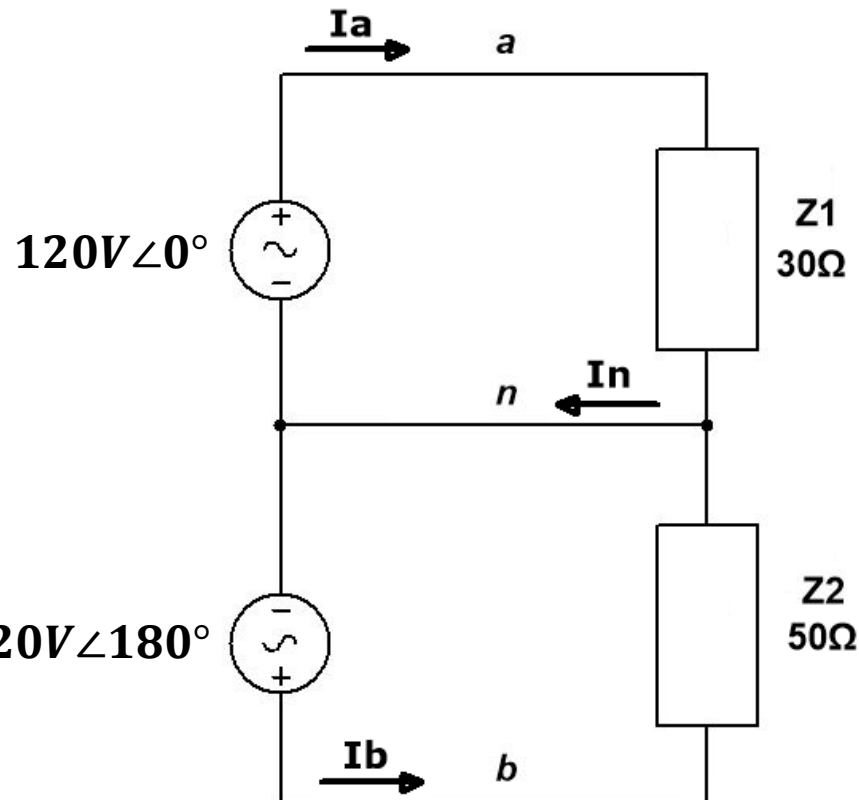 Ia
a
120V∠0°
+
~
−
Z1
30Ω
In
n
−
~
+
20V∠180°
Z2
50Ω
Ib
b